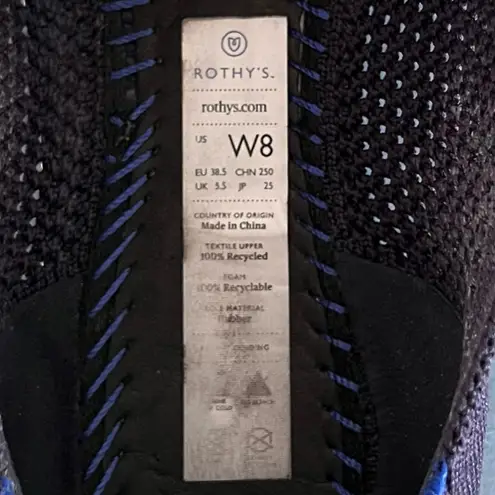 ROTHY'S
rothys.com
US W8
EU 38.5 CHN 250
UK 5.5 JP 25
COUNTRY OF ORIGIN
Made in China
TEXTILE UPPER
100% Recycled
FOAM
100% Recyclable
SOLE MATERIAL
Rubber